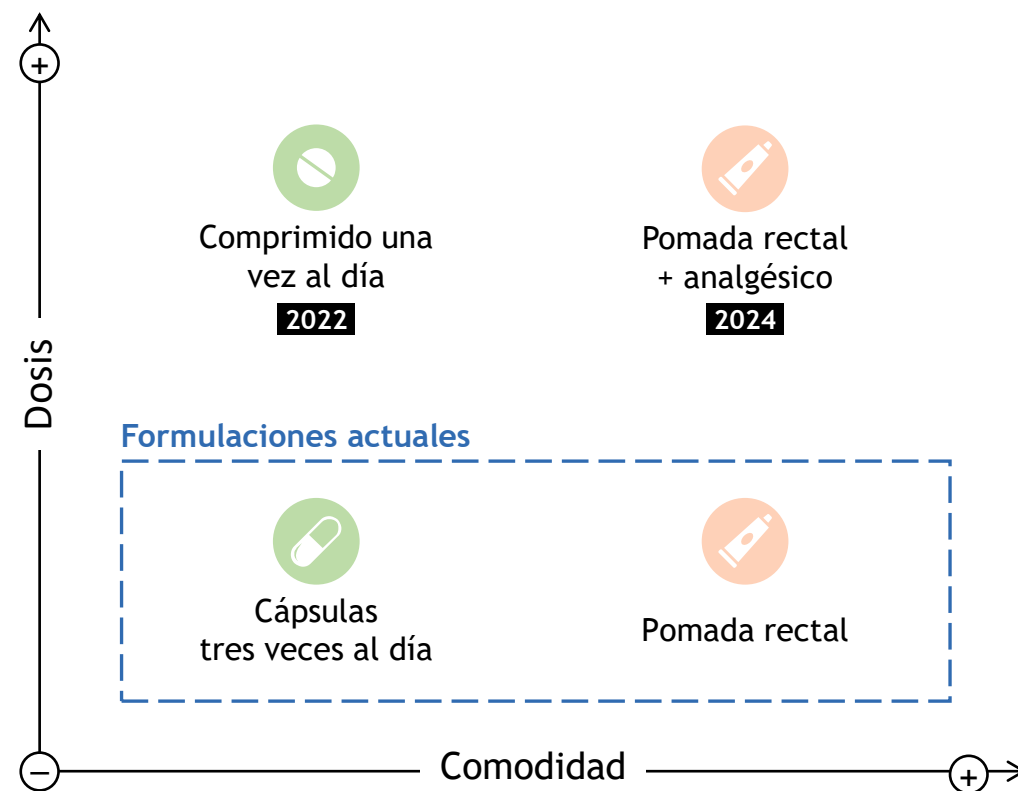 +
Comprimido una
vez al día
2022
Pomada rectal
+ analgésico
2024
Dosis
Formulaciones actuales
Cápsulas
tres veces al día
Pomada rectal
−
Comodidad
+